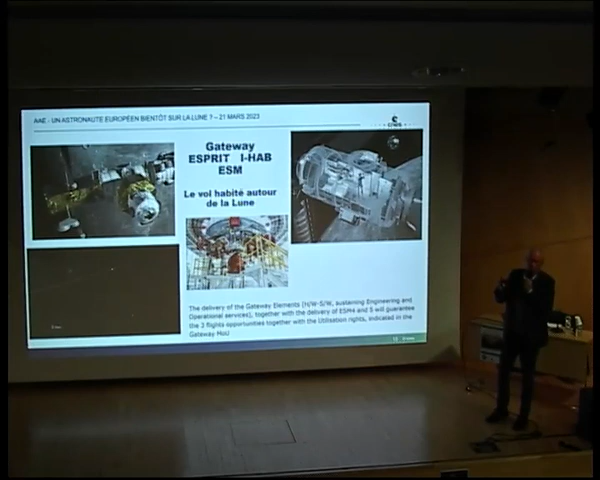 AAE - UN ASTRONAUTE EUROPÉEN BIENTÔT SUR LA LUNE ? – 21 MARS 2023
cnes
Gateway
ESPRIT I-HAB
ESM
Le vol habité autour
de la Lune
The delivery of the Gateway Elements (H/W-S/W, sustaining Engineering and
Operational services), together with the delivery of ESM4 and 5 will guarantee
the 3 flights opportunities together with the Utilisation rights, indicated in the
Gateway MoU